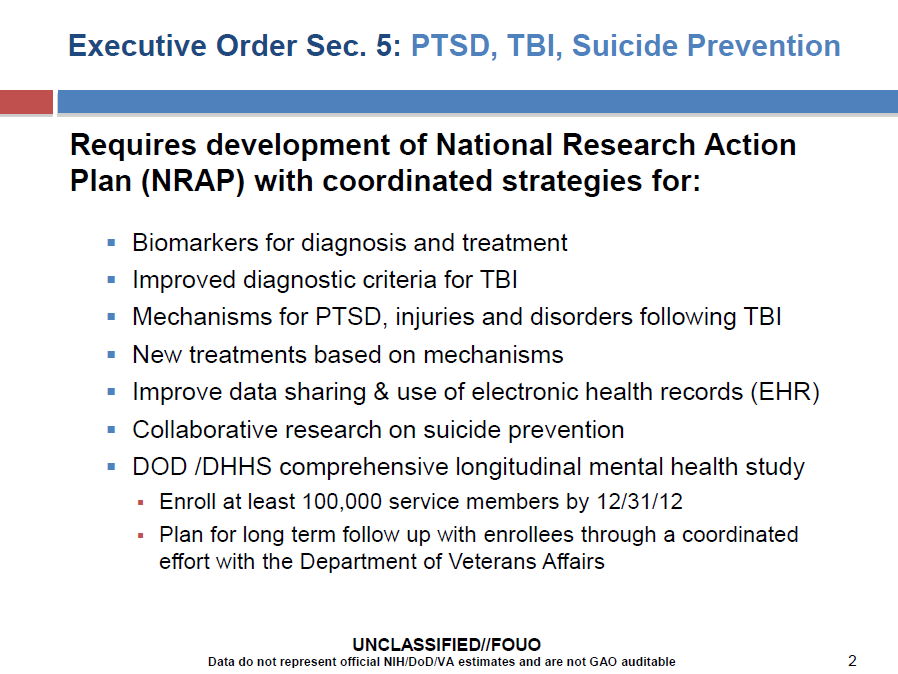 Executive Order Sec. 5: PTSD, TBI, Suicide Prevention
Requires development of National Research Action
Plan (NRAP) with coordinated strategies for:
▪ Biomarkers for diagnosis and treatment
▪ Improved diagnostic criteria for TBI
▪ Mechanisms for PTSD, injuries and disorders following TBI
▪ New treatments based on mechanisms
▪ Improve data sharing & use of electronic health records (EHR)
▪ Collaborative research on suicide prevention
▪ DOD /DHHS comprehensive longitudinal mental health study
▪ Enroll at least 100,000 service members by 12/31/12
▪ Plan for long term follow up with enrollees through a coordinated
effort with the Department of Veterans Affairs
UNCLASSIFIED//FOUO
Data do not represent official NIH/DoD/VA estimates and are not GAO auditable
2